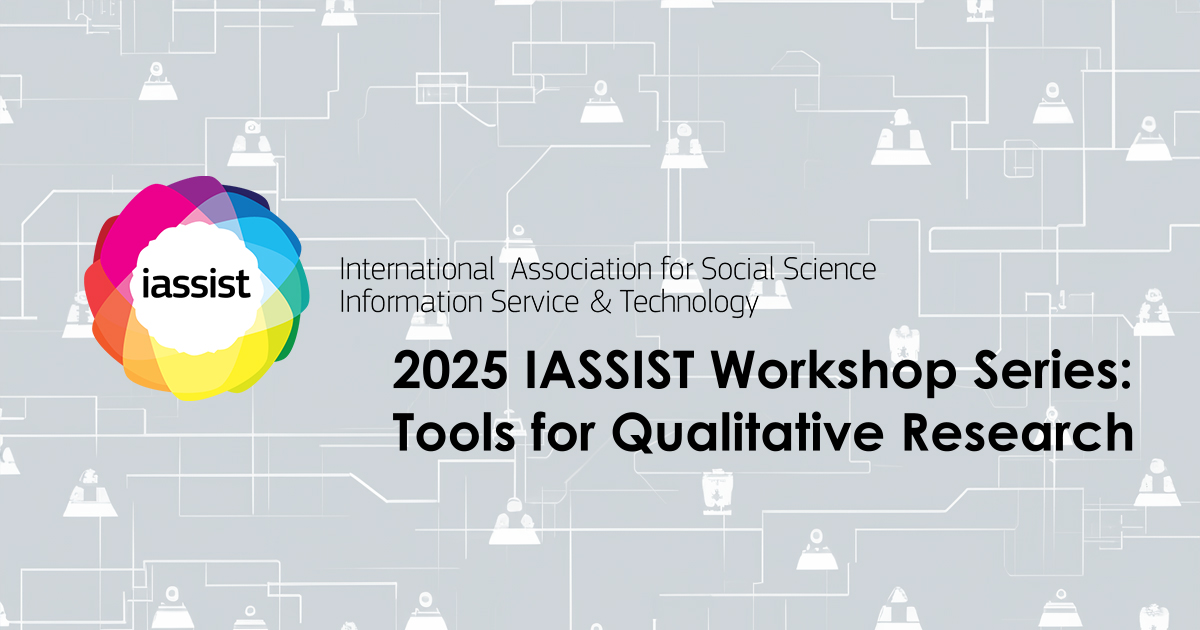 iassist
International Association for Social Science
Information Service & Technology
2025 IASSIST Workshop Series:
Tools for Qualitative Research